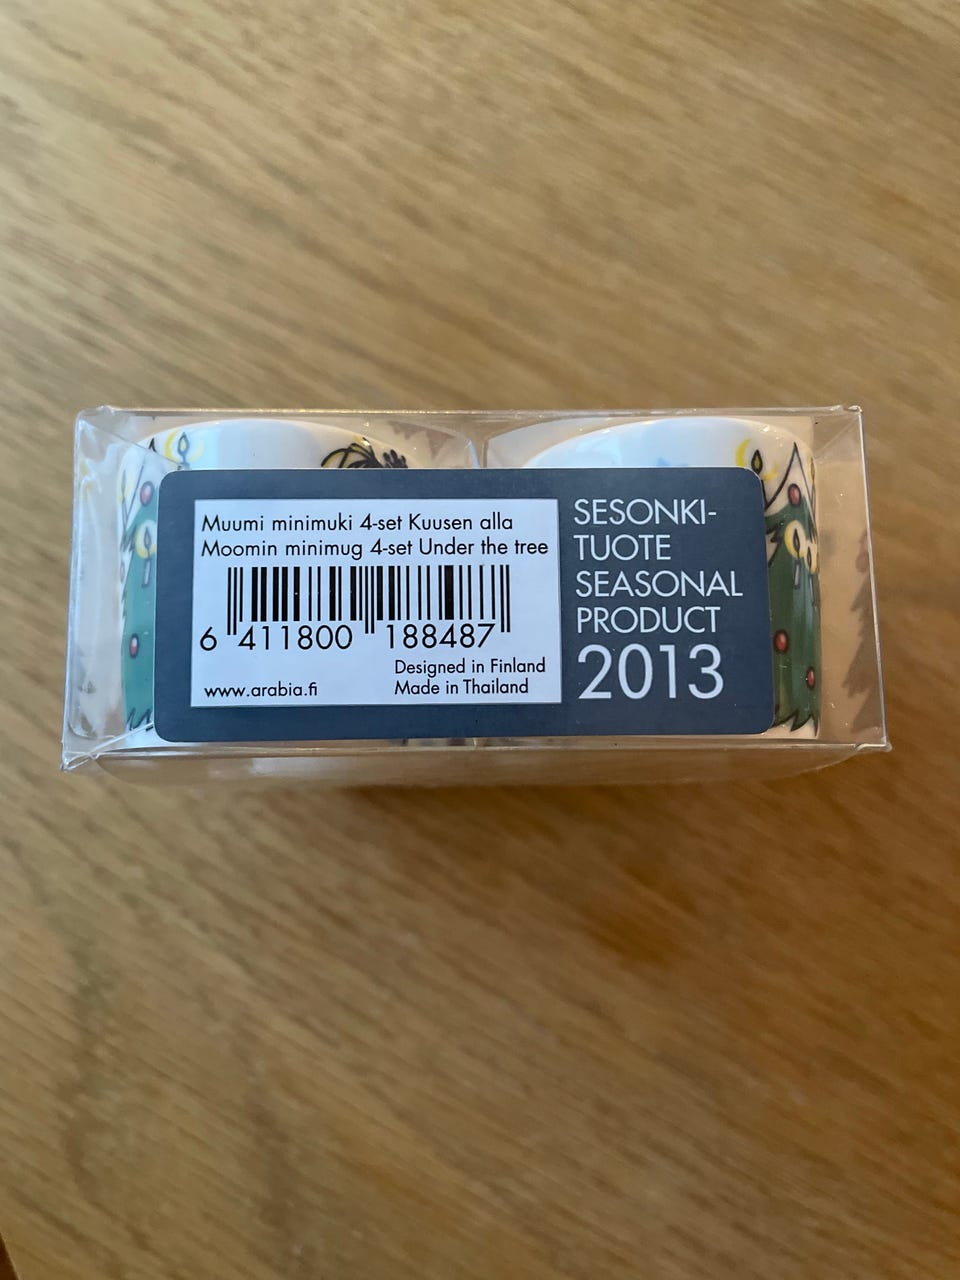 Muumi minimuki 4-set Kuusen alla
Moomin minimug 4-set Under the tree
6 411800 188487
www.arabia.fi
Designed in Finland
Made in Thailand
SESONKI-
TUOTE
SEASONAL
PRODUCT
2013